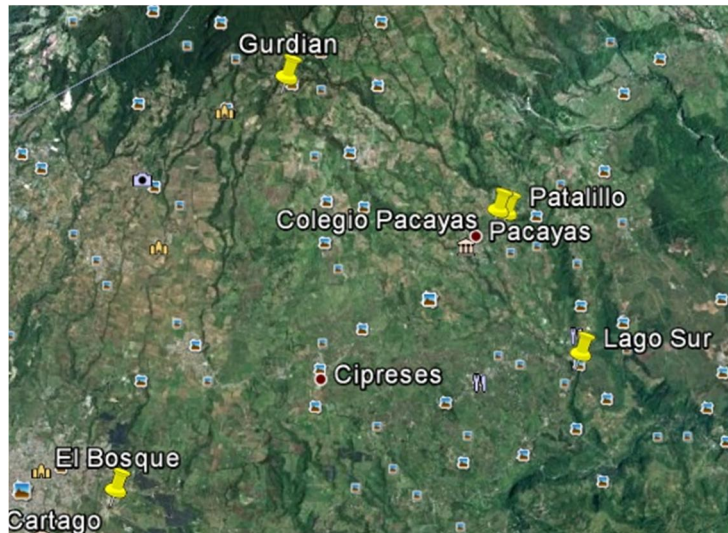 Gurdian
Patalillo
Colegio Pacayas
Pacayas
Lago Sur
Cipreses
El Bosque
Cartago